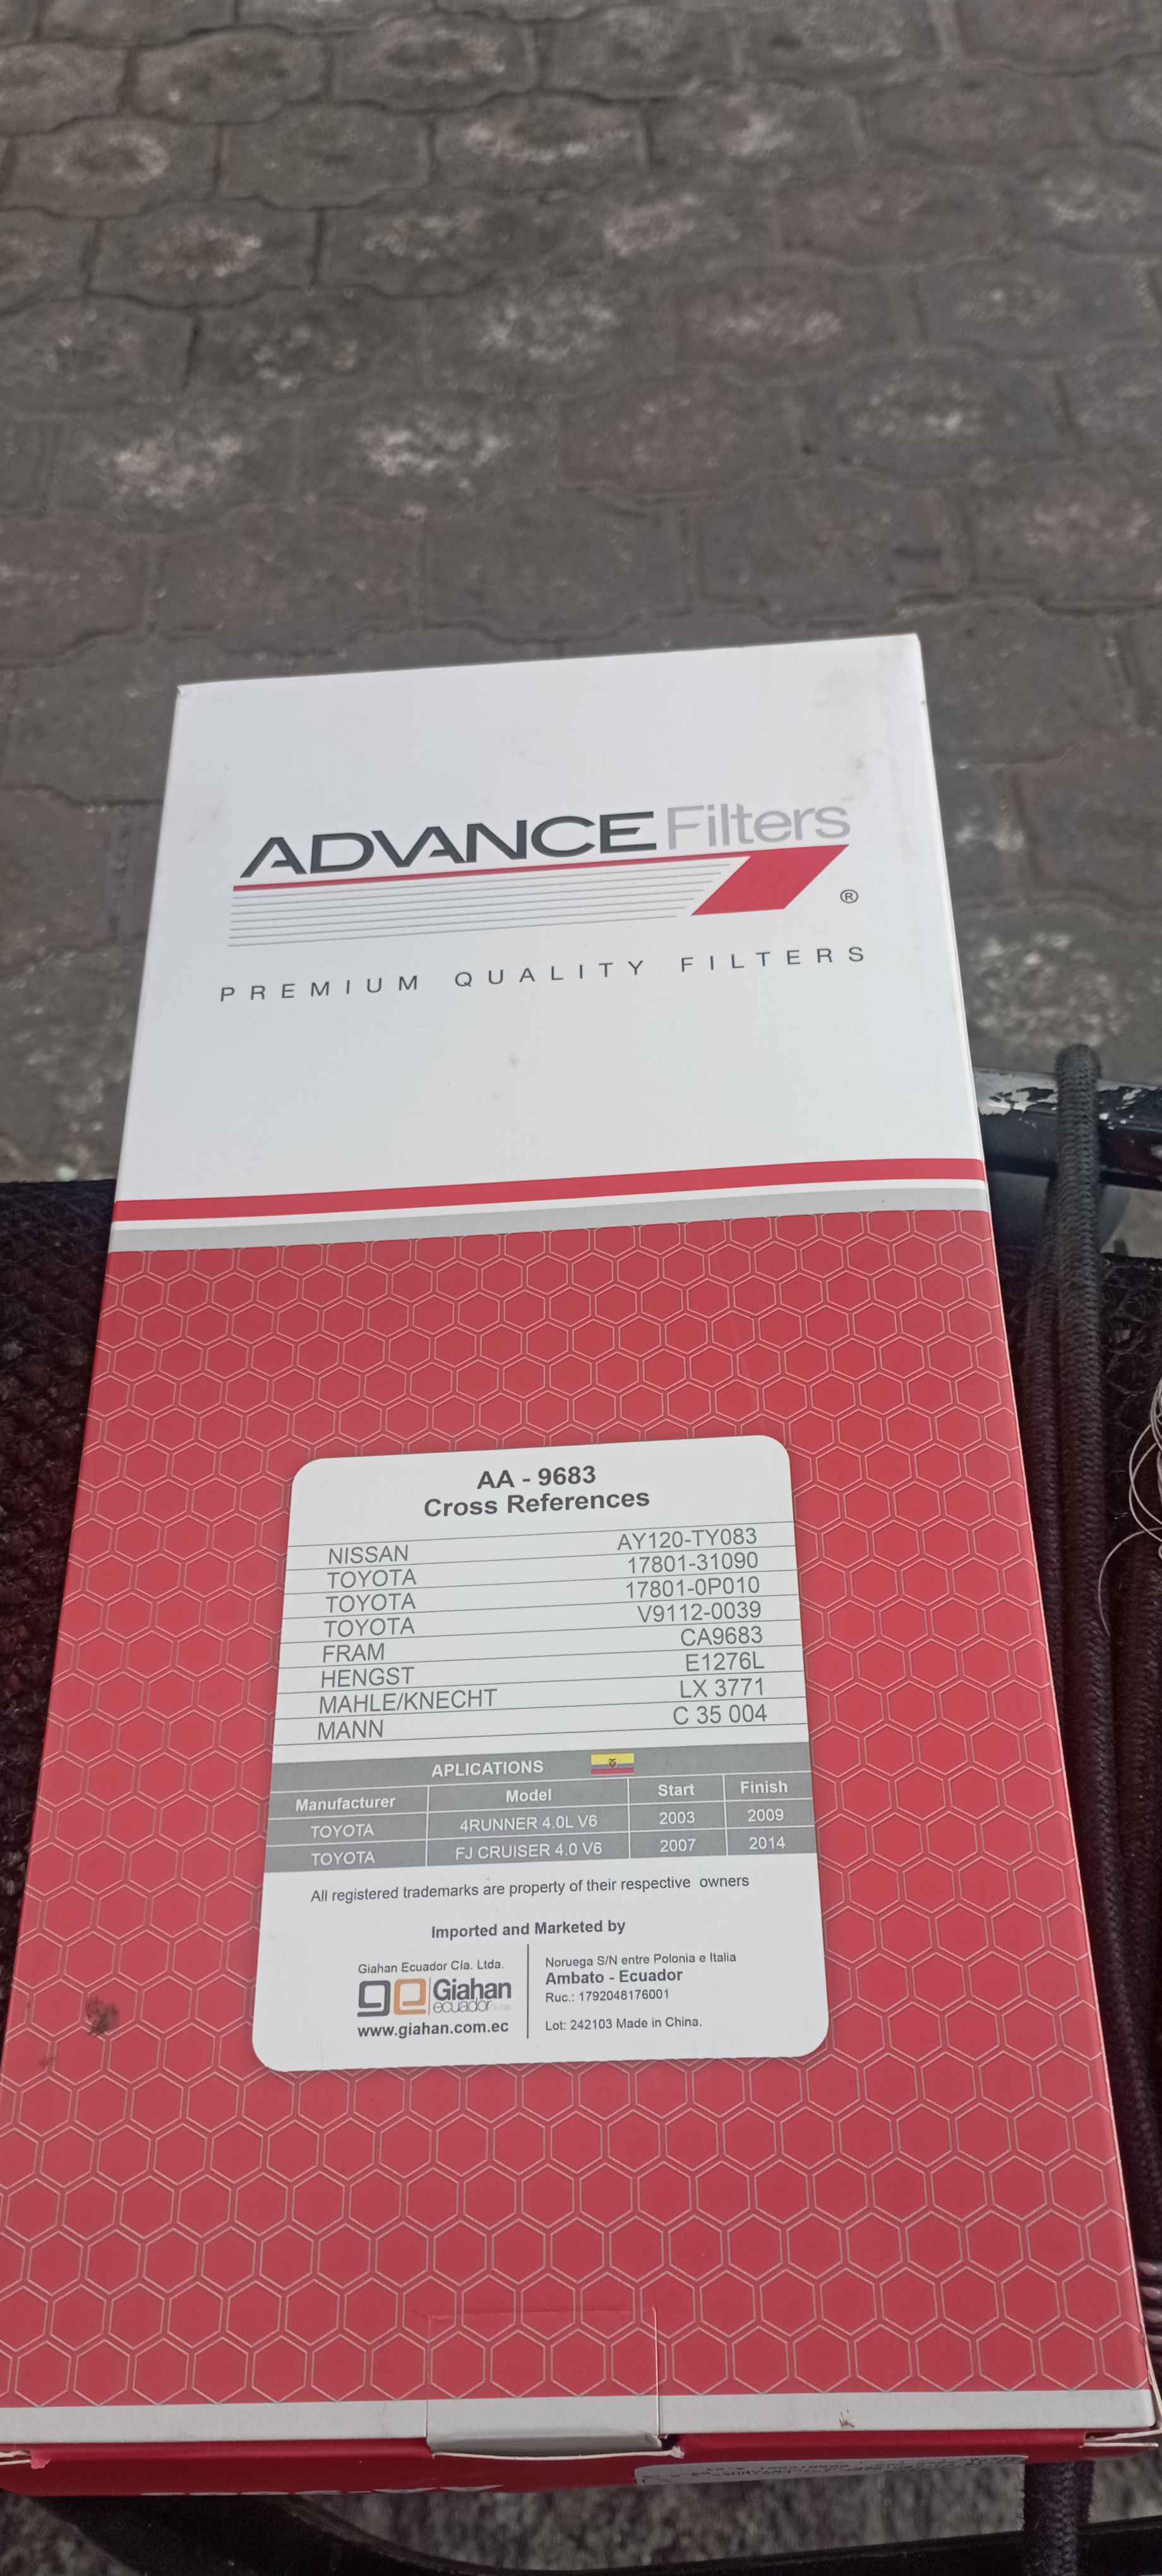 ADVANCE Filters
®
PREMIUM QUALITY FILTERS
AA - 9683
Cross References
NISSAN AY120-TY083
TOYOTA 17801-31090
TOYOTA 17801-0P010
TOYOTA V9112-0039
FRAM CA9683
HENGST E1276L
MAHLE/KNECHT LX 3771
MANN C 35 004
APLICATIONS
Manufacturer Model Start Finish
TOYOTA 4RUNNER 4.0L V6 2003 2009
TOYOTA FJ CRUISER 4.0 V6 2007 2014
All registered trademarks are property of their respective owners
Imported and Marketed by
Giahan Ecuador Cía. Ltda.
ge Giahan
ecuador
www.giahan.com.ec
Noruega S/N entre Polonia e Italia
Ambato - Ecuador
Ruc.: 1792048176001
Lot: 242103 Made in China.